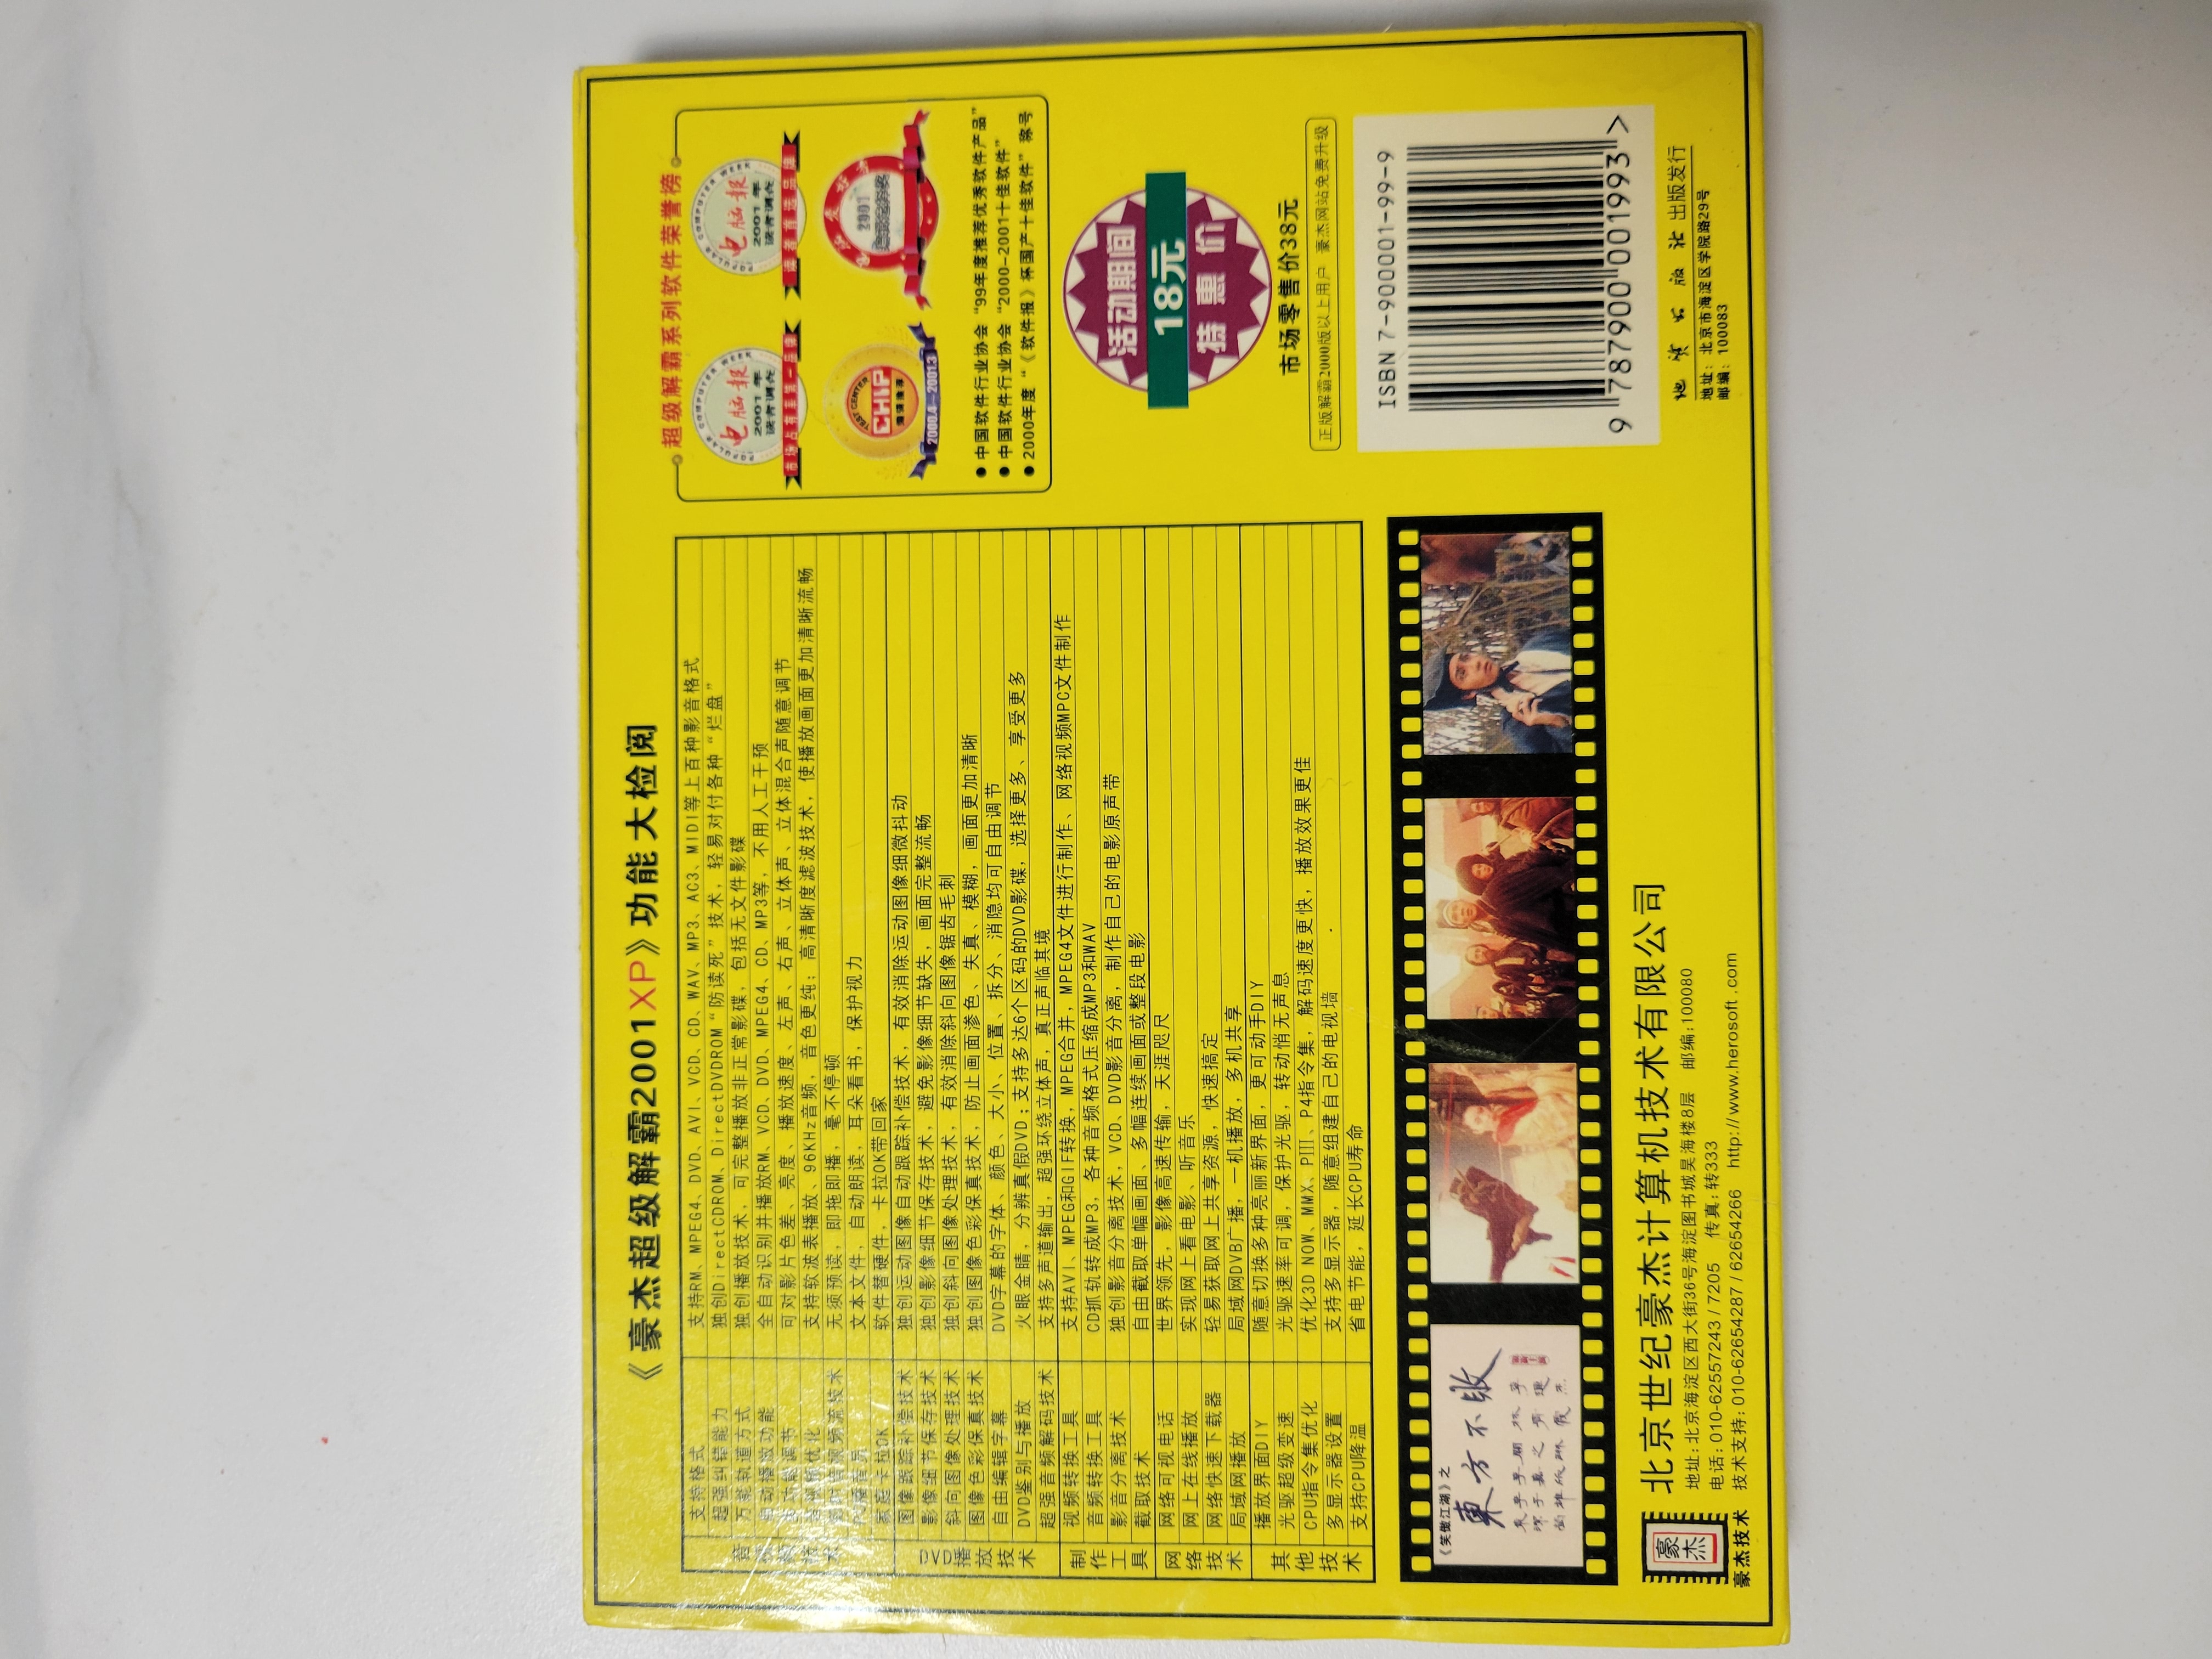 《豪杰超级解霸2001XP》功能大检阅
支持格式 支持RM、MPEG4、DVD、AVI、VCD、CD、WAV、MP3、AC3、MIDI等上百种影音格式
超强纠错能力 独创DirectCDROM、DirectDVDROM“防读死”技术，轻易对付各种“烂盘”
万能轨道方式 独创播放技术，可完整播放非正常影碟，包括无文件影碟
全自动识别并播放RM、VCD、DVD、MPEG4、CD、MP3等，不用人工干预
可对影片色差、亮度、播放速度、左声、右声、立体声、立体混合声随意调节
支持软波表播放、96KHz音频，音色更纯；高清晰度滤波技术，使播放画面更加清晰流畅
无须预读，即拖即播，毫不停顿
文本文件，自动朗读，耳朵看书，保护视力
家庭卡拉OK 软件替硬件，卡拉OK带回家
DVD播放技术
图像跟踪补偿技术 独创运动图像自动跟踪补偿技术，有效消除运动图像细微抖动
影像细节保存技术 独创影像细节保存技术，避免影像细节缺失，画面完整流畅
斜向图像处理技术 独创斜向图像处理技术，有效消除斜向图像锯齿毛刺
图像色彩保真技术 独创图像色彩保真技术，防止画面渗色、失真、模糊，画面更加清晰
自由编辑字幕 DVD字幕的字体、颜色、大小、位置、拆分、消隐均可自由调节
DVD鉴别与播放 火眼金睛，分辨真假DVD；支持多达6个区码的DVD影碟，选择更多、享受更多
超强音频解码技术 支持多声道输出，超强环绕立体声，真正声临其境
制作工具
视频转换工具 支持AVI、MPEG和GIF转换，MPEG合并，MPEG4文件进行制作、网络视频MPC文件制作
音频转换工具 CD抓轨转成MP3，各种音频格式压缩成MP3和WAV
影音分离技术 独创影音分离技术，VCD、DVD影音分离，制作自己的电影原声带
截取技术 自由截取单幅画面、多幅连续画面或整段电影
网络技术
网络可视电话 世界领先，影像高速传输，天涯咫尺
网上在线播放 实现网上看电影、听音乐
网络快速下载器 轻易获取网上共享资源，快速搞定
局域网播放 局域网DVB广播，一机播放，多机共享
其他技术
播放界面DIY 随意切换多种亮丽新界面，更可动手DIY
光驱超级变速 光驱速率可调，保护光驱，转动悄无声息
CPU指令集优化 优化3D NOW、MMX、PIII、P4指令集，解码速度更快，播放效果更佳
多显示器设置 支持多显示器，随意组建自己的电视墙
支持CPU降温 省电节能，延长CPU寿命
超级解霸系列软件荣誉榜
电脑报
2001年
读者调查
市场占有率第一品牌
电脑报
2001年
读者调查
读者首选品牌
TEST CENTER
CHIP
2000.4-2001.3
2001
●中国软件行业协会“99年度推荐优秀软件产品”
●中国软件行业协会“2000-2001十佳软件”
●2000年度“《软件报》杯国产十佳软件”称号
活动期间
18元
特惠价
市场零售价38元
正版解霸2000版以上用户 豪杰网站免费升级
ISBN 7-900001-99-9
9 787900 001993 >
地质出版社 出版发行
地址：北京市海淀区学院路29号
邮编：100083
《笑傲江湖》之
東方不败
豪杰
豪杰技术
北京世纪豪杰计算机技术有限公司
地址:北京海淀区西大街36号海淀图书城昊海楼8层 邮编:100080
电话:010-62557243/7205 传真:转333
技术支持:010-62654287/62654266 http://www.herosoft.com